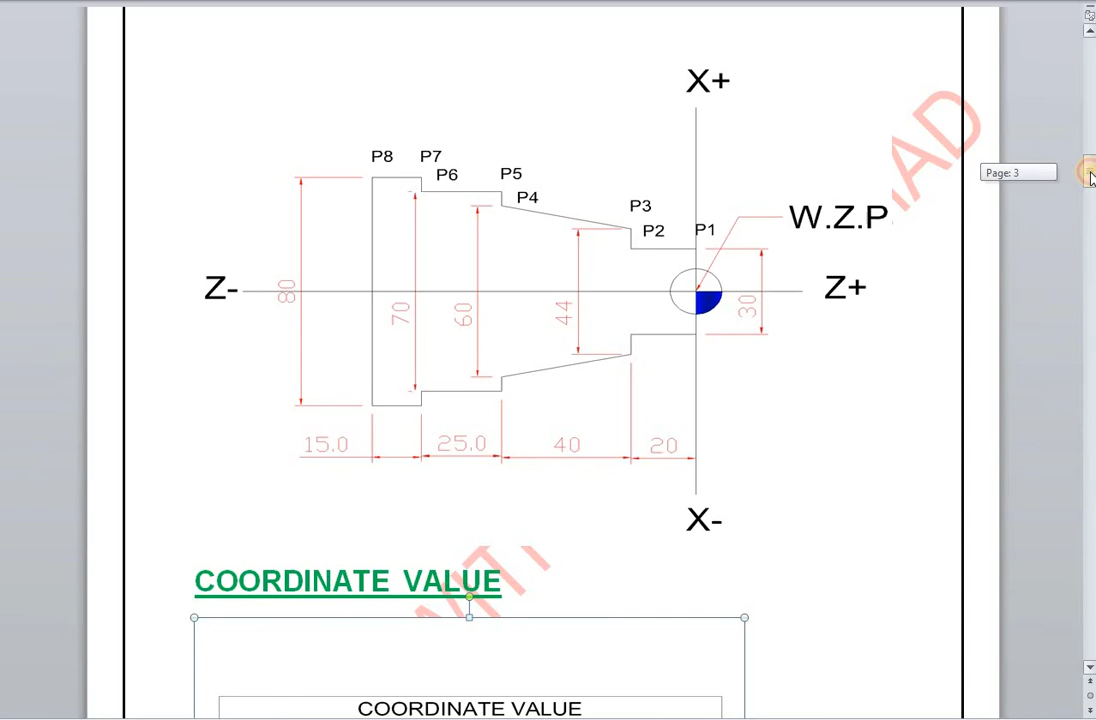 X+
P8 P7
P6 P5
P4
P3
P2 P1
W.Z.P
Z- Z+
80
70
60
44
30
15.0 25.0 40 20
X-
COORDINATE VALUE
COORDINATE VALUE
Page: 3